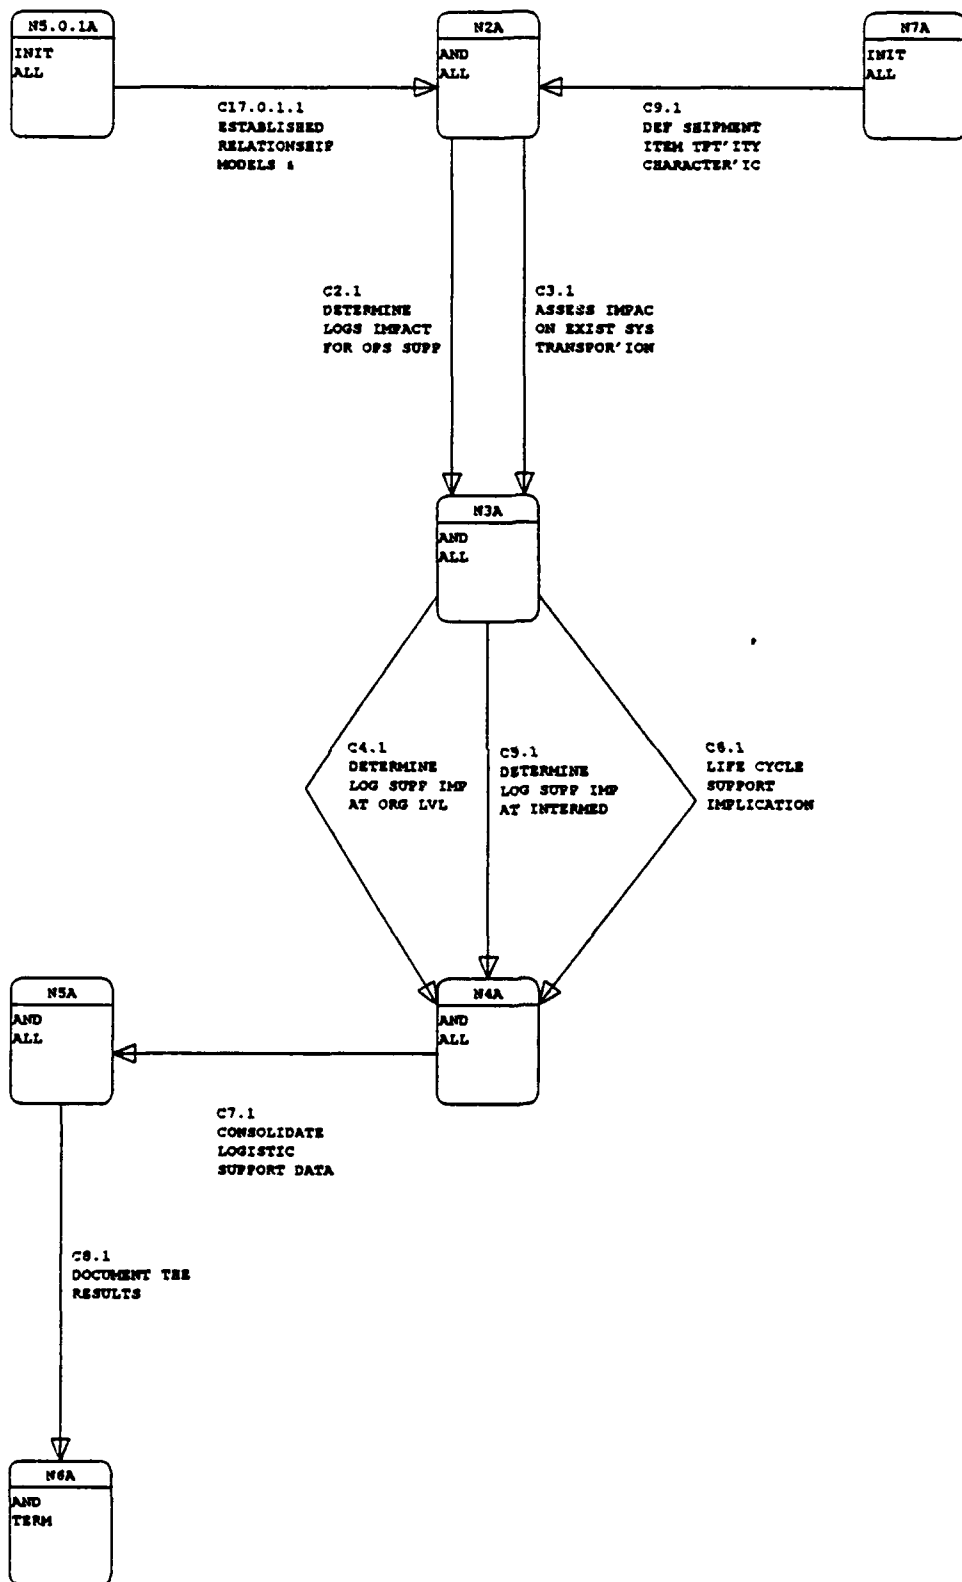 N5.0.1A
INIT
ALL
N2A
AND
ALL
N7A
INIT
ALL
C17.0.1.1
ESTABLISHED
RELATIONSHIP
MODELS &
C9.1
DEF SHIPMENT
ITEM TPT'ITY
CHARACTER'IC
C2.1
DETERMINE
LOGS IMPACT
FOR OPS SUPP
C3.1
ASSESS IMPAC
ON EXIST SYS
TRANSPOR'ION
N3A
AND
ALL
C4.1
DETERMINE
LOG SUPP IMP
AT ORG LVL
C5.1
DETERMINE
LOG SUPP IMP
AT INTERMED
C6.1
LIFE CYCLE
SUPPORT
IMPLICATION
N5A
AND
ALL
N4A
AND
ALL
C7.1
CONSOLIDATE
LOGISTIC
SUPPORT DATA
C8.1
DOCUMENT THE
RESULTS
N6A
AND
TERM